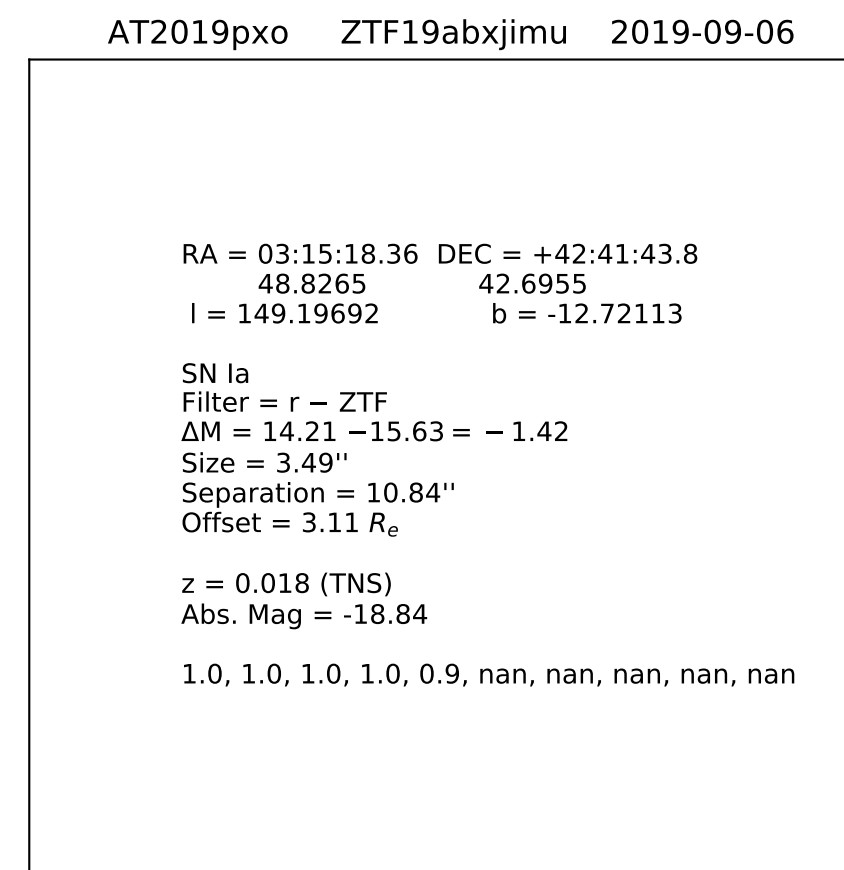 AT2019pxo ZTF19abxjimu 2019-09-06
RA = 03:15:18.36 DEC = +42:41:43.8
48.8265 42.6955
l = 149.19692 b = -12.72113
SN Ia
Filter = r − ZTF
ΔM = 14.21 −15.63 = − 1.42
Size = 3.49''
Separation = 10.84''
Offset = 3.11 Re
z = 0.018 (TNS)
Abs. Mag = -18.84
1.0, 1.0, 1.0, 1.0, 0.9, nan, nan, nan, nan, nan